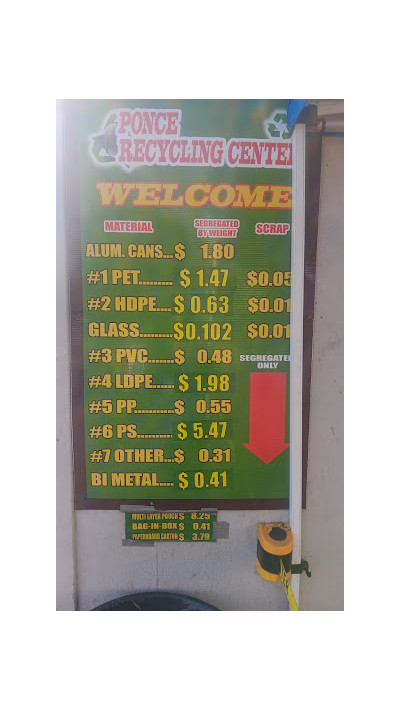 PONCE
RECYCLING CENTE
WELCOME
MATERIAL SEGREGATED BY WEIGHT SCRAP
ALUM. CANS...$ 1.80
#1 PET.......... $ 1.47 $0.05
#2 HDPE.... $ 0.63 $0.01
GLASS.........$0.102 $0.01
#3 PVC.......$ 0.48
SEGREGATED
ONLY
#4 LDPE..... $ 1.98
#5 PP...........$ 0.55
#6 PS.......... $ 5.47
#7 OTHER...$ 0.31
BI METAL.... $ 0.41
MULTI LAYER POUCH $ 8.25
BAG-IN-BOX $ 0.41
PAPERBOARD CARTON $ 3.79